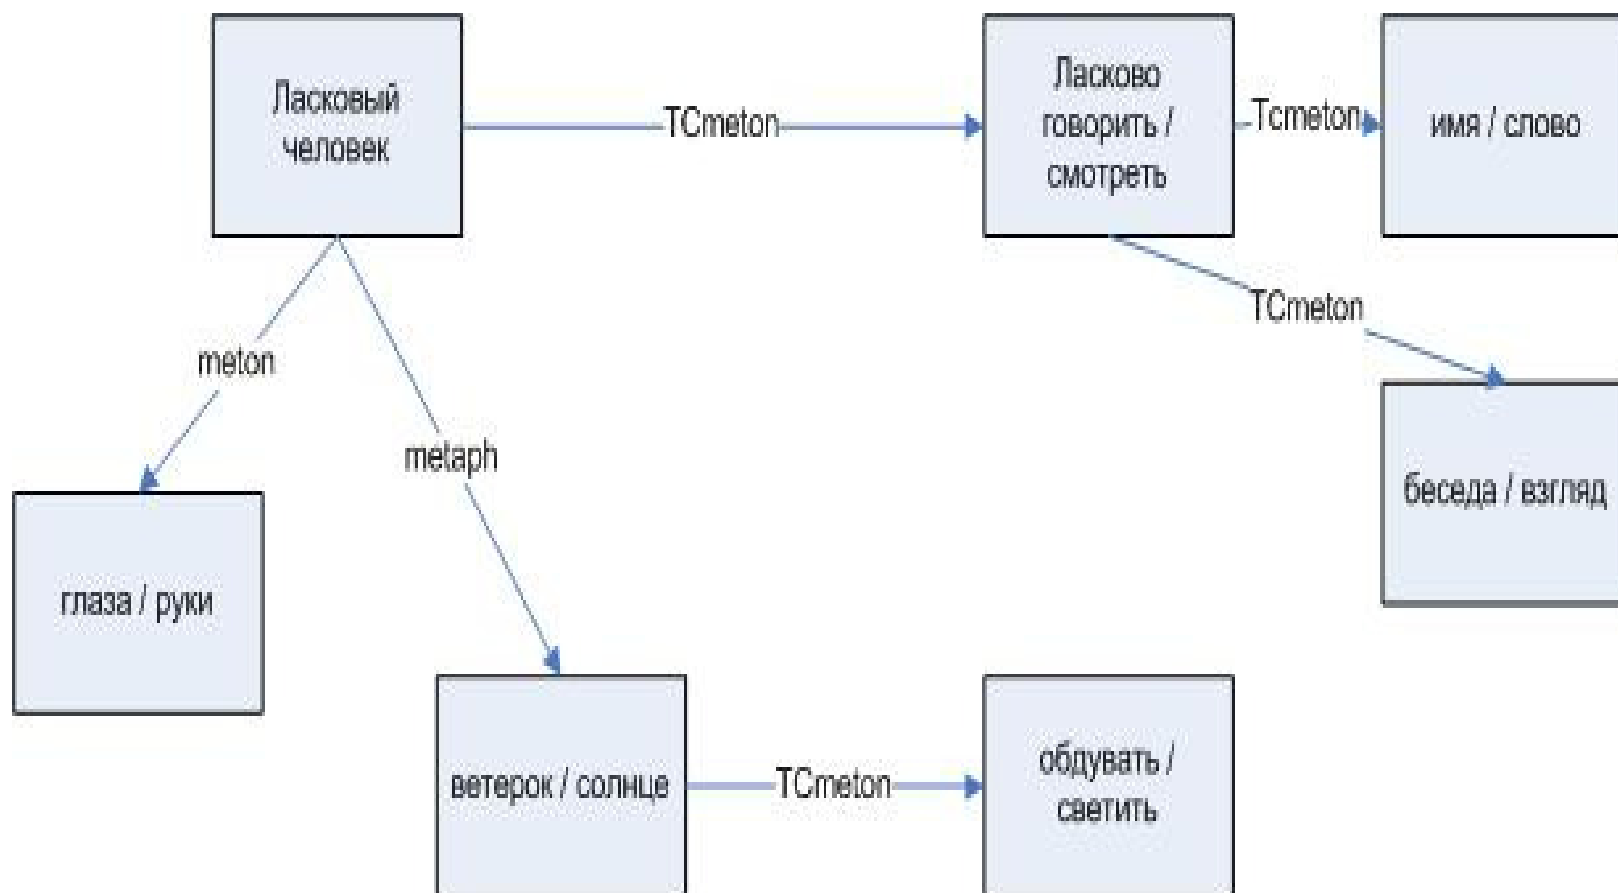 Ласковый
человек
TCmeton
Ласково
говорить /
смотреть
Tcmeton
имя / слово
TCmeton
meton
metaph
беседа / взгляд
глаза / руки
ветерок / солнце
TCmeton
обдувать /
светить